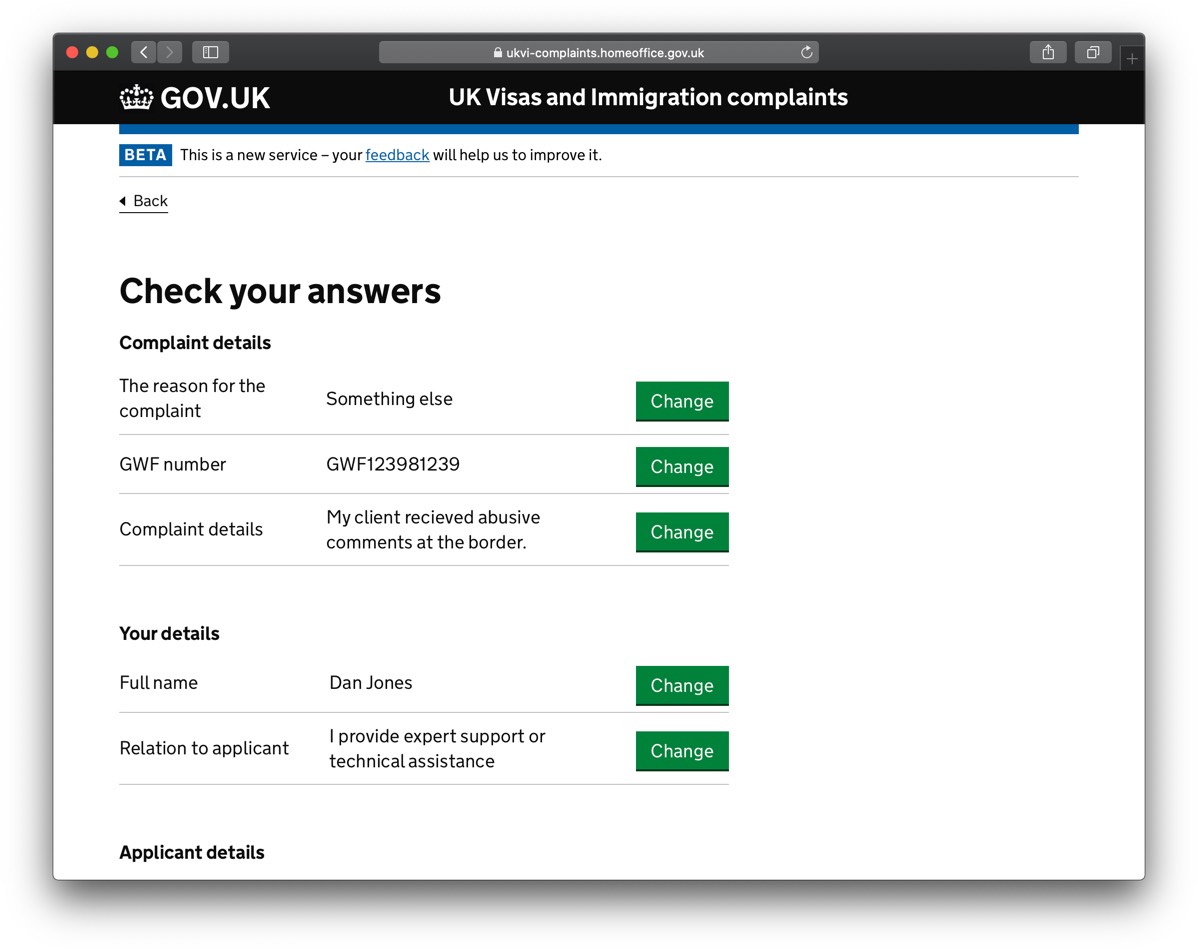 ukvi-complaints.homeoffice.gov.uk
GOV.UK
UK Visas and Immigration complaints
BETA This is a new service – your feedback will help us to improve it.
Back
Check your answers
Complaint details
The reason for the
complaint
Something else
Change
GWF number
GWF123981239
Change
Complaint details
My client recieved abusive
comments at the border.
Change
Your details
Full name
Dan Jones
Change
Relation to applicant
I provide expert support or
technical assistance
Change
Applicant details